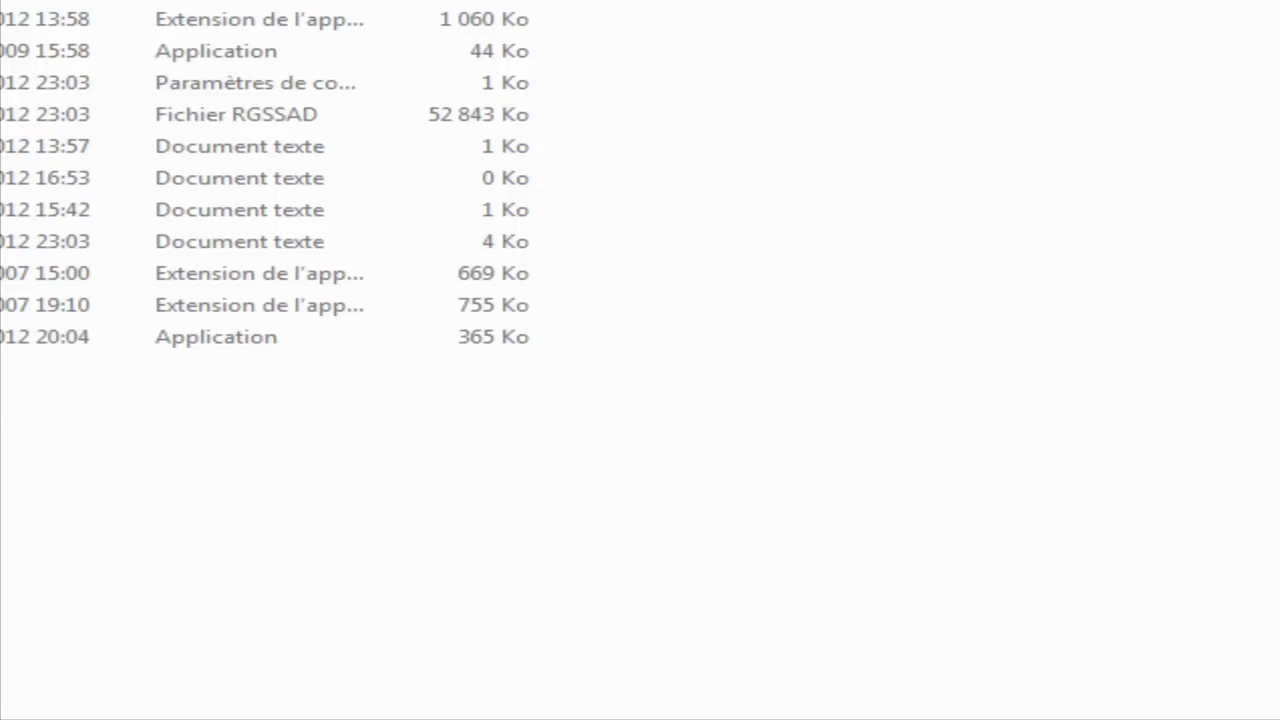 012 13:58 Extension de l'app... 1 060 Ko
009 15:58 Application 44 Ko
012 23:03 Paramètres de co... 1 Ko
012 23:03 Fichier RGSSAD 52 843 Ko
012 13:57 Document texte 1 Ko
012 16:53 Document texte 0 Ko
012 15:42 Document texte 1 Ko
012 23:03 Document texte 4 Ko
007 15:00 Extension de l'app... 669 Ko
007 19:10 Extension de l'app... 755 Ko
012 20:04 Application 365 Ko